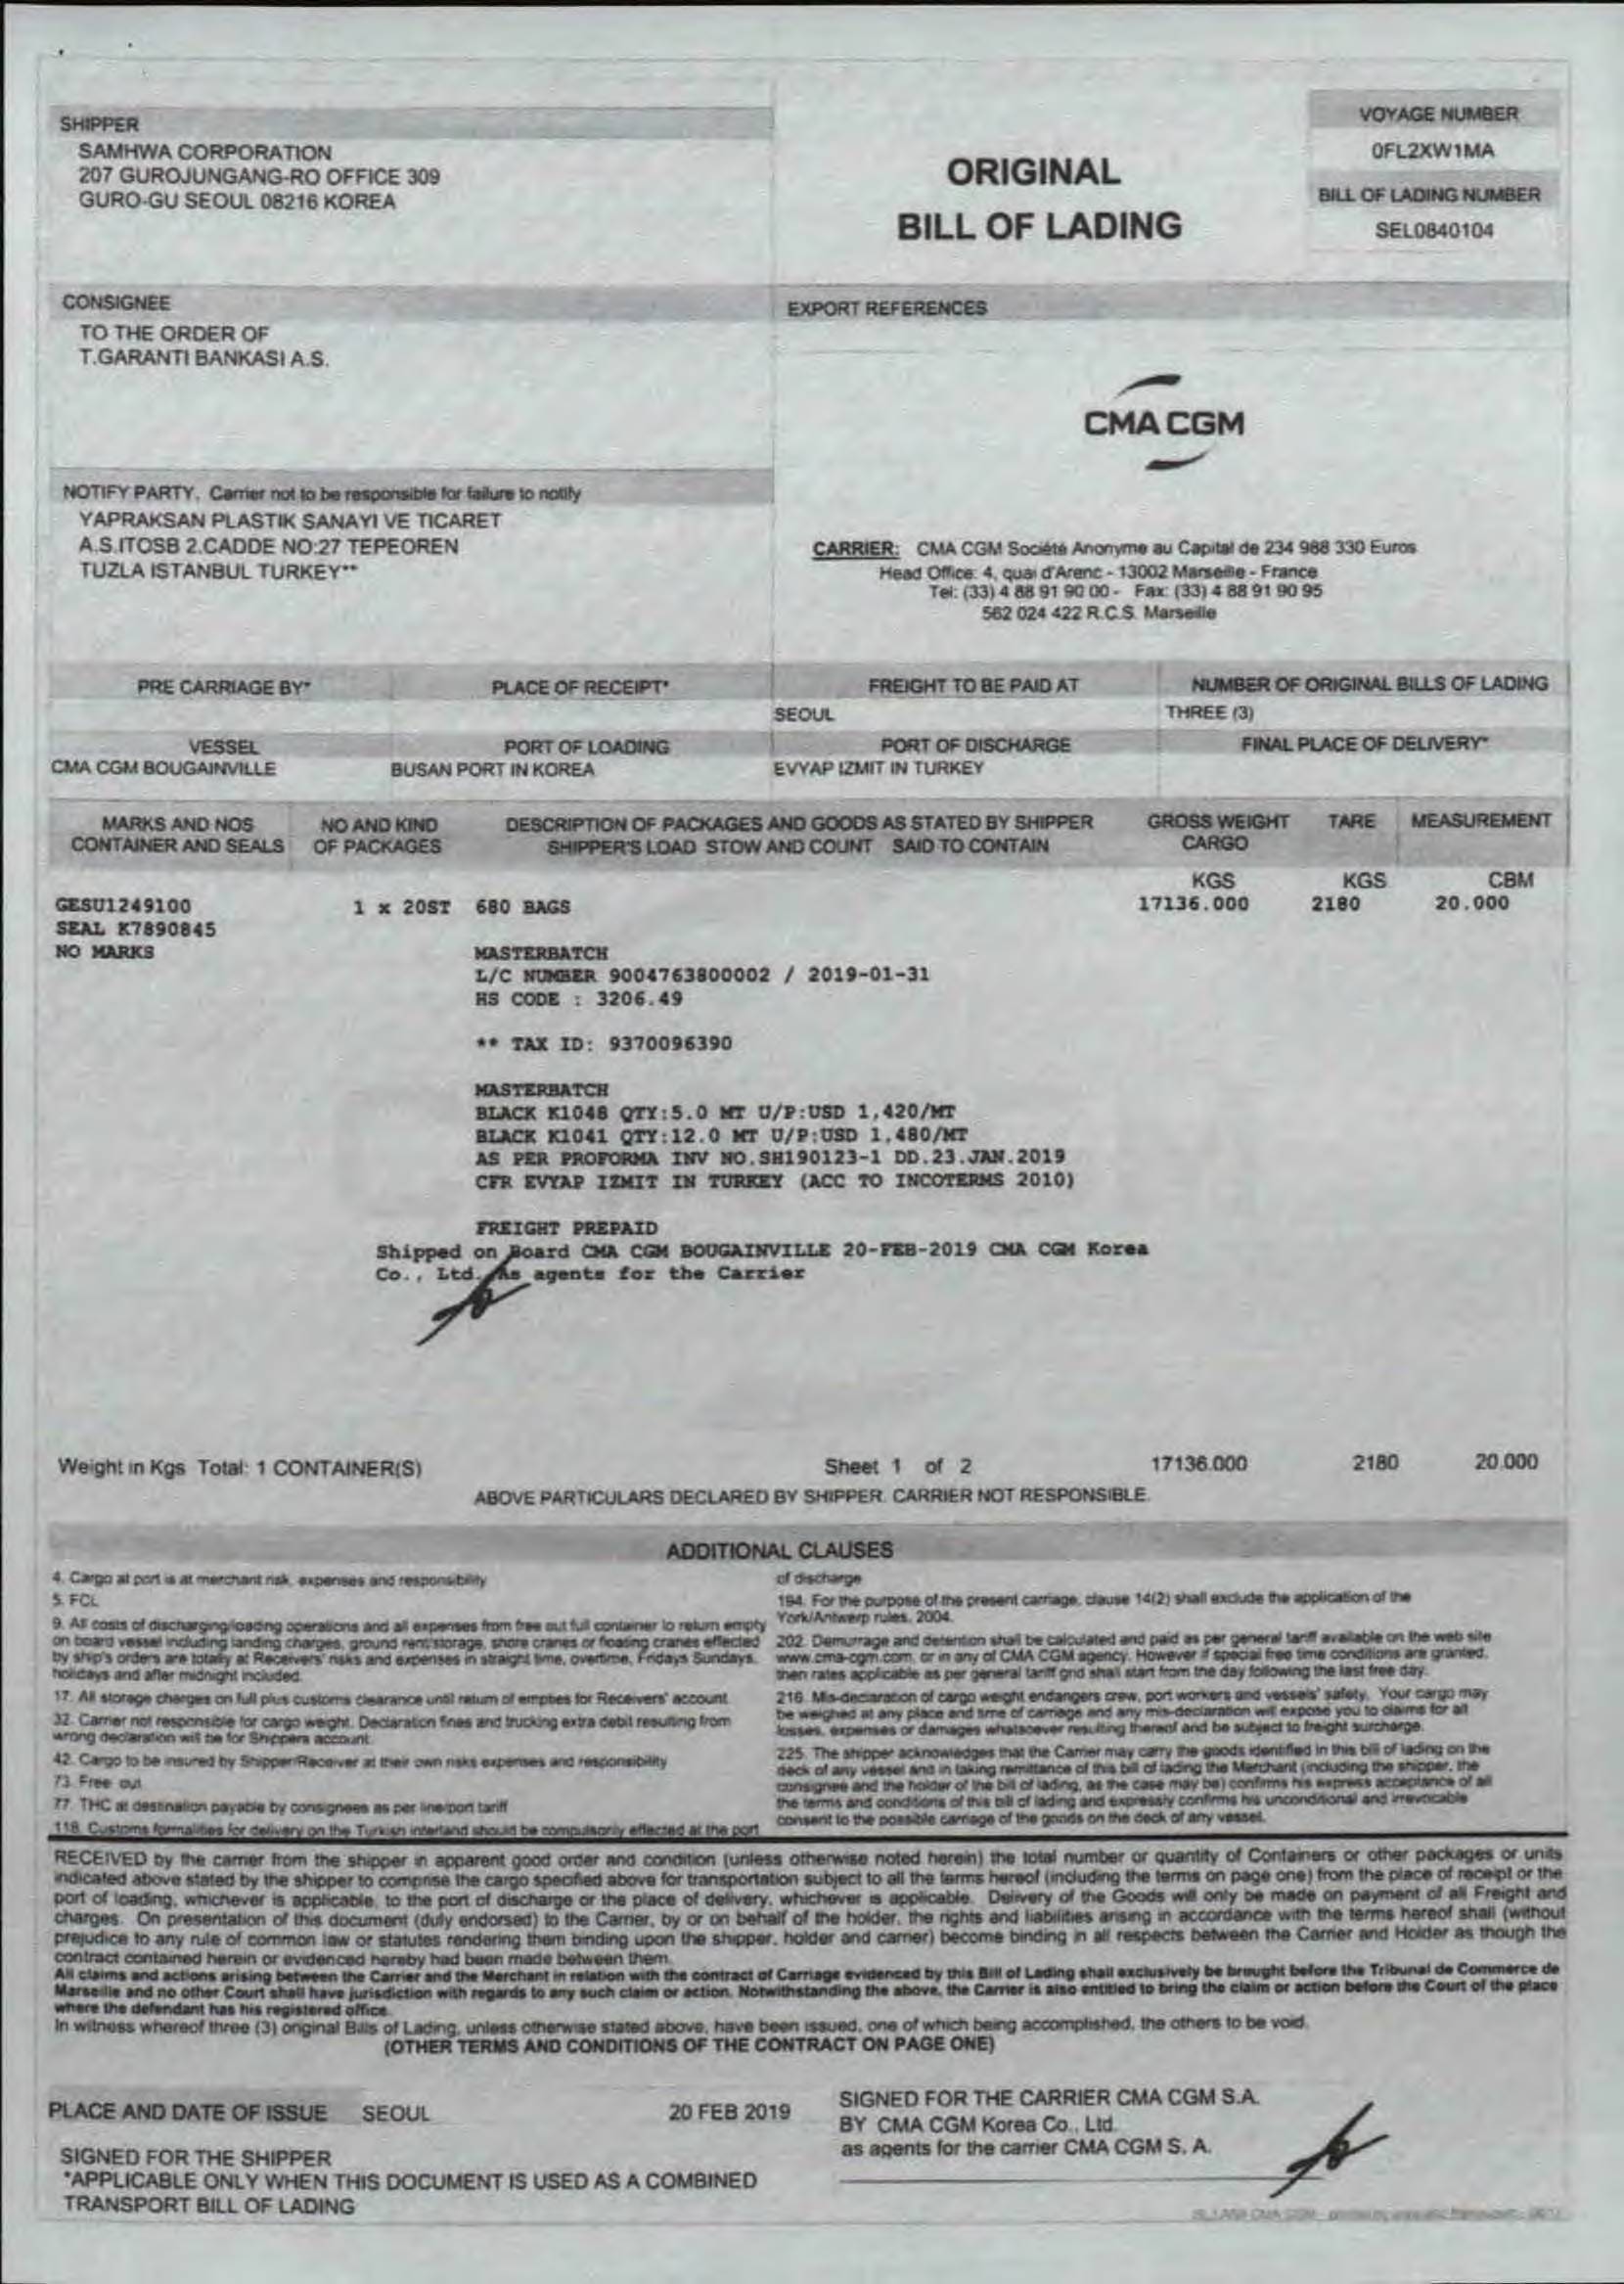 SHIPPER
SAMHWA CORPORATION
207 GUROJUNGANG-RO OFFICE 309
GURO-GU SEOUL 08216 KOREA
ORIGINAL
BILL OF LADING
VOYAGE NUMBER
0FL2XW1MA
BILL OF LADING NUMBER
SEL0840104
CONSIGNEE
TO THE ORDER OF
T.GARANTI BANKASI A.S.
EXPORT REFERENCES
CMA CGM
NOTIFY PARTY, Carrier not to be responsible for failure to notify
YAPRAKSAN PLASTIK SANAYI VE TICARET
A.S.ITOSB 2.CADDE NO:27 TEPEOREN
TUZLA ISTANBUL TURKEY**
CARRIER: CMA CGM Société Anonyme au Capital de 234 988 330 Euros
Head Office: 4, quai d'Arenc - 13002 Marseille - France
Tel: (33) 4 88 91 90 00 - Fax: (33) 4 88 91 90 95
562 024 422 R.C.S. Marseille
PRE CARRIAGE BY* PLACE OF RECEIPT* FREIGHT TO BE PAID AT NUMBER OF ORIGINAL BILLS OF LADING
SEOUL THREE (3)
VESSEL PORT OF LOADING PORT OF DISCHARGE FINAL PLACE OF DELIVERY*
CMA CGM BOUGAINVILLE BUSAN PORT IN KOREA EVYAP IZMIT IN TURKEY
MARKS AND NOS NO AND KIND DESCRIPTION OF PACKAGES AND GOODS AS STATED BY SHIPPER GROSS WEIGHT TARE MEASUREMENT
CONTAINER AND SEALS OF PACKAGES SHIPPER'S LOAD STOW AND COUNT SAID TO CONTAIN CARGO
KGS KGS CBM
GESU1249100 1 x 20ST 680 BAGS 17136.000 2180 20.000
SEAL K7890845
NO MARKS MASTERBATCH
L/C NUMBER 9004763800002 / 2019-01-31
HS CODE : 3206.49
** TAX ID: 9370096390
MASTERBATCH
BLACK K1048 QTY:5.0 MT U/P:USD 1,420/MT
BLACK K1041 QTY:12.0 MT U/P:USD 1,480/MT
AS PER PROFORMA INV NO.SH190123-1 DD.23.JAN.2019
CFR EVYAP IZMIT IN TURKEY (ACC TO INCOTERMS 2010)
FREIGHT PREPAID
Shipped on Board CMA CGM BOUGAINVILLE 20-FEB-2019 CMA CGM Korea
Co., Ltd. As agents for the Carrier
Weight in Kgs Total: 1 CONTAINER(S) Sheet 1 of 2 17136.000 2180 20.000
ABOVE PARTICULARS DECLARED BY SHIPPER. CARRIER NOT RESPONSIBLE.
ADDITIONAL CLAUSES
4. Cargo at port is at merchant risk, expenses and responsibility
5. FCL
9. All costs of discharging/loading operations and all expenses from free out full container to return empty
on board vessel including landing charges, ground rent/storage, shore cranes or floating cranes effected
by ship's orders are totally at Receivers' risks and expenses in straight time, overtime, Fridays Sundays,
holidays and after midnight included.
17. All storage charges on full plus customs clearance until return of empties for Receivers' account
32. Carrier not responsible for cargo weight. Declaration fines and trucking extra debit resulting from
wrong declaration will be for Shippers account.
42. Cargo to be insured by Shipper/Receiver at their own risks expenses and responsibility
73. Free out
77. THC at destination payable by consignees as per line/port tariff
118. Customs formalities for delivery on the Turkish interland should be compulsorily effected at the port
of discharge
194. For the purpose of the present carriage, clause 14(2) shall exclude the application of the
York/Antwerp rules, 2004.
202. Demurrage and detention shall be calculated and paid as per general tariff available on the web site
www.cma-cgm.com, or in any of CMA CGM agency. However if special free time conditions are granted,
then rates applicable as per general tariff grid shall start from the day following the last free day.
216. Mis-declaration of cargo weight endangers crew, port workers and vessels' safety. Your cargo may
be weighed at any place and time of carriage and any mis-declaration will expose you to claims for all
losses, expenses or damages whatsoever resulting thereof and be subject to freight surcharge.
225. The shipper acknowledges that the Carrier may carry the goods identified in this bill of lading on the
deck of any vessel and in taking remittance of this bill of lading the Merchant (including the shipper, the
consignee and the holder of the bill of lading, as the case may be) confirms his express acceptance of all
the terms and conditions of this bill of lading and expressly confirms his unconditional and irrevocable
consent to the possible carriage of the goods on the deck of any vessel.
RECEIVED by the carrier from the shipper in apparent good order and condition (unless otherwise noted herein) the total number or quantity of Containers or other packages or units
indicated above stated by the shipper to comprise the cargo specified above for transportation subject to all the terms hereof (including the terms on page one) from the place of receipt or the
port of loading, whichever is applicable, to the port of discharge or the place of delivery, whichever is applicable. Delivery of the Goods will only be made on payment of all Freight and
charges. On presentation of this document (duly endorsed) to the Carrier, by or on behalf of the holder, the rights and liabilities arising in accordance with the terms hereof shall (without
prejudice to any rule of common law or statutes rendering them binding upon the shipper, holder and carrier) become binding in all respects between the Carrier and Holder as though the
contract contained herein or evidenced hereby had been made between them.
All claims and actions arising between the Carrier and the Merchant in relation with the contract of Carriage evidenced by this Bill of Lading shall exclusively be brought before the Tribunal de Commerce de
Marseille and no other Court shall have jurisdiction with regards to any such claim or action. Notwithstanding the above, the Carrier is also entitled to bring the claim or action before the Court of the place
where the defendant has his registered office.
In witness whereof three (3) original Bills of Lading, unless otherwise stated above, have been issued, one of which being accomplished, the others to be void.
(OTHER TERMS AND CONDITIONS OF THE CONTRACT ON PAGE ONE)
PLACE AND DATE OF ISSUE SEOUL 20 FEB 2019
SIGNED FOR THE CARRIER CMA CGM S.A.
BY CMA CGM Korea Co., Ltd.
as agents for the carrier CMA CGM S. A.
SIGNED FOR THE SHIPPER
*APPLICABLE ONLY WHEN THIS DOCUMENT IS USED AS A COMBINED
TRANSPORT BILL OF LADING